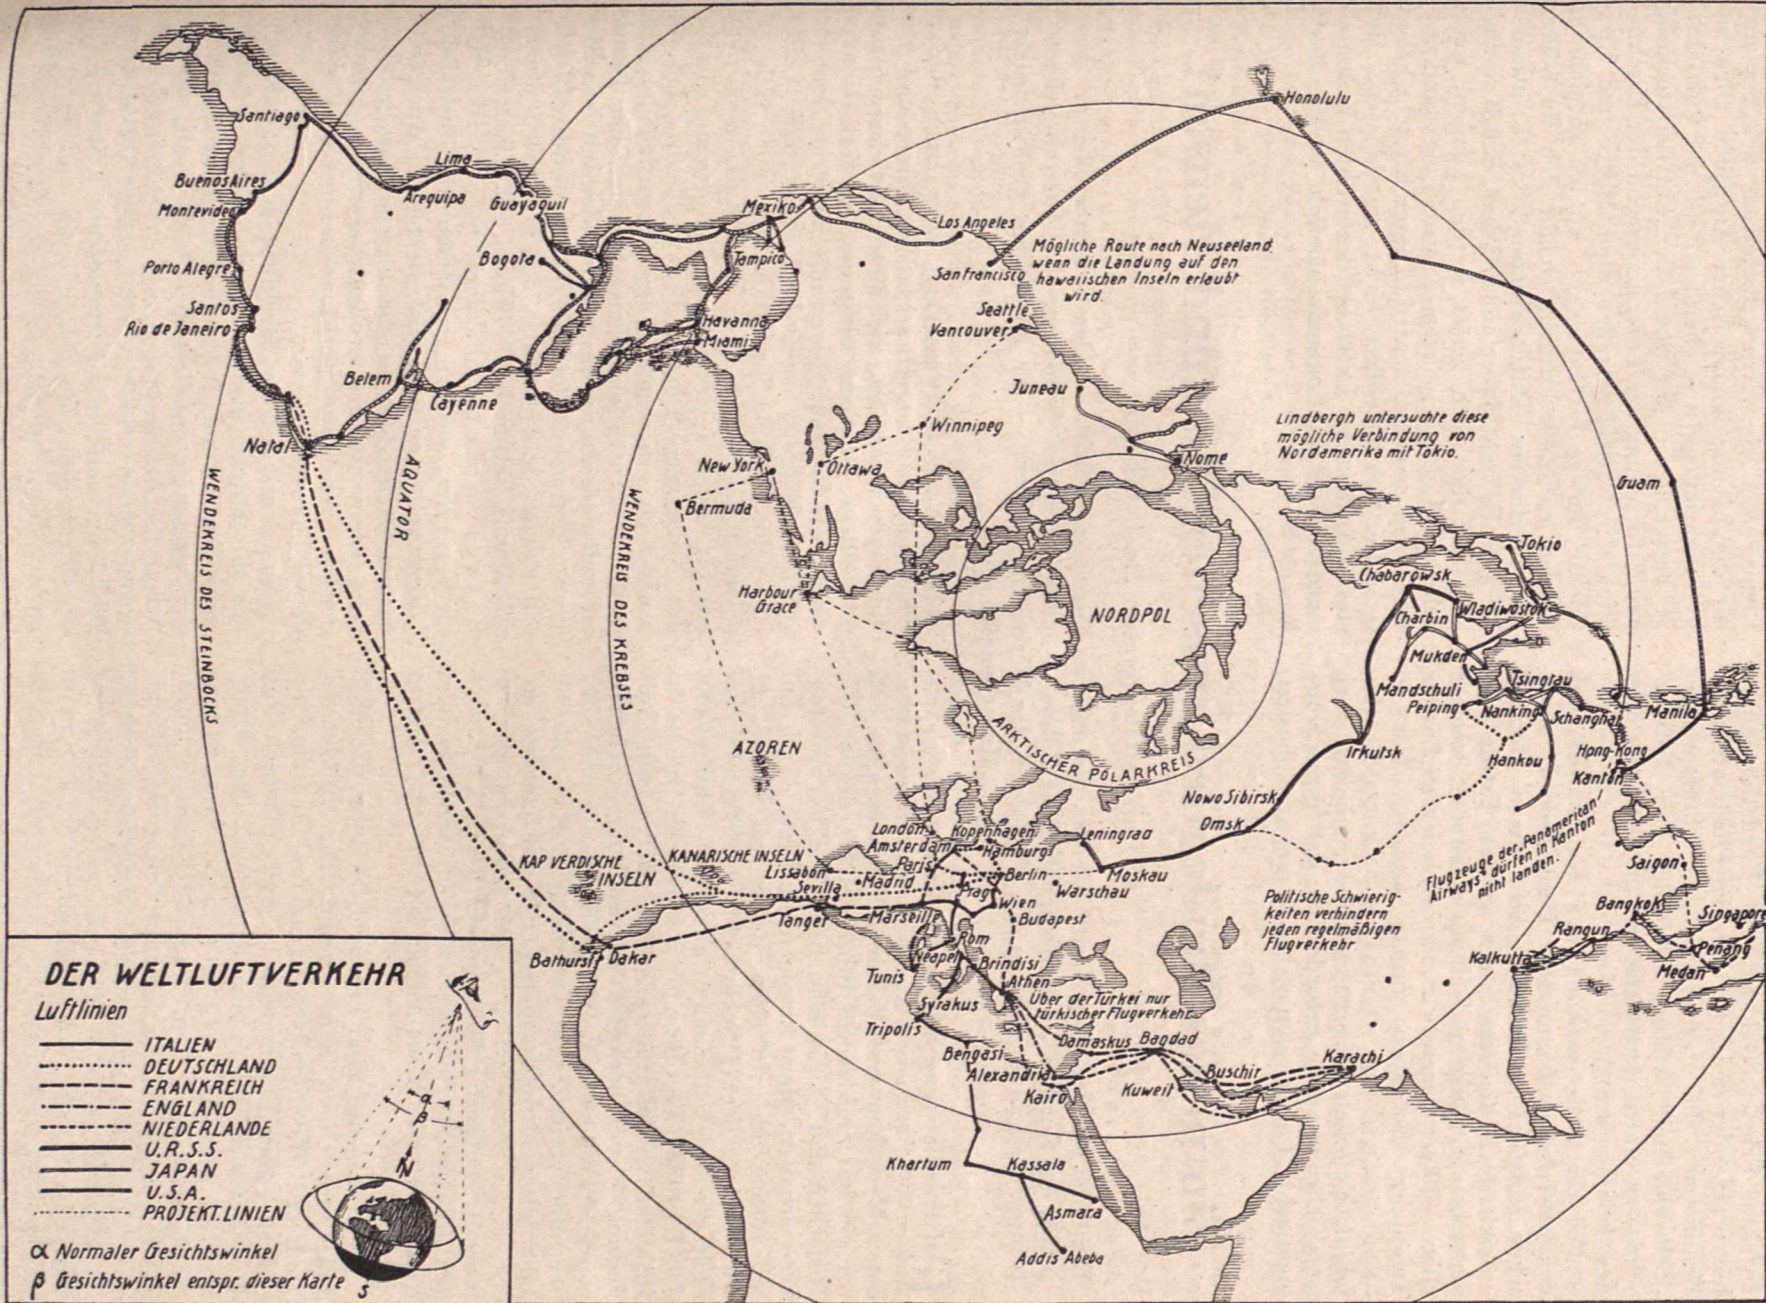 Honolulu
Santiago
Lima
Buenos Aires
Arequipa
Guayaquil
Montevideo
Mexiko
Los Angeles
Mögliche Route nach Neuseeland,
wenn die Landung auf den
hawaiischen Inseln erlaubt
wird.
Porto Alegre
Bogota
Tampico
San Francisco
Santos
Rio de Janeiro
Havanna
Miami
Seattle
Vancouver
Belem
Cayenne
Juneau
Natal
Winnipeg
Lindbergh untersuchte diese
mögliche Verbindung von
Nordamerika mit Tokio.
New York
Ottawa
Nome
Bermuda
Guam
WENDEKREIS DES STEINBOCKS
ÄQUATOR
WENDEKREIS DES KREBSES
Tokio
Harbour
Grace
NORDPOL
Chabarowsk
Charbin
Wladiwostok
Mukden
Mandschuli
Tsingtau
Peiping
Nanking
Schanghai
Manila
AZOREN
ARKTISCHER POLARKREIS
Irkutsk
Hankou
Hong-Kong
Kanton
Nowo Sibirsk
Omsk
London
Kopenhagen
Leningrad
Amsterdam
Hamburg
KAP VERDISCHE
INSELN
KANARISCHE INSELN
Lissabon
Paris
Madrid
Sevilla
Berlin
Prag
Moskau
Warschau
Flugzeuge der „Panamerican
Airways“ dürfen in Kanton
nicht landen.
Saigon
Tanger
Marseille
Wien
Budapest
Politische Schwierig-
keiten verhindern
jeden regelmäßigen
Flugverkehr
Bangkok
Singapore
Rangun
Penang
Kalkutta
Medan
Bathurst
Dakar
Rom
Neapel
Brindisi
Tunis
Athen
Syrakus
Über der Türkei nur
türkischer Flugverkehr
Tripolis
Bengasi
Damaskus
Bagdad
Alexandria
Kairo
Kuweit
Buschir
Karachi
Khartum
Kassala
Asmara
Addis Abeba
DER WELTLUFTVERKEHR
Luftlinien
ITALIEN
DEUTSCHLAND
FRANKREICH
ENGLAND
NIEDERLANDE
U.R.S.S.
JAPAN
U.S.A.
PROJEKT. LINIEN
α
β
N
S
α Normaler Gesichtswinkel
β Gesichtswinkel entspr. dieser Karte